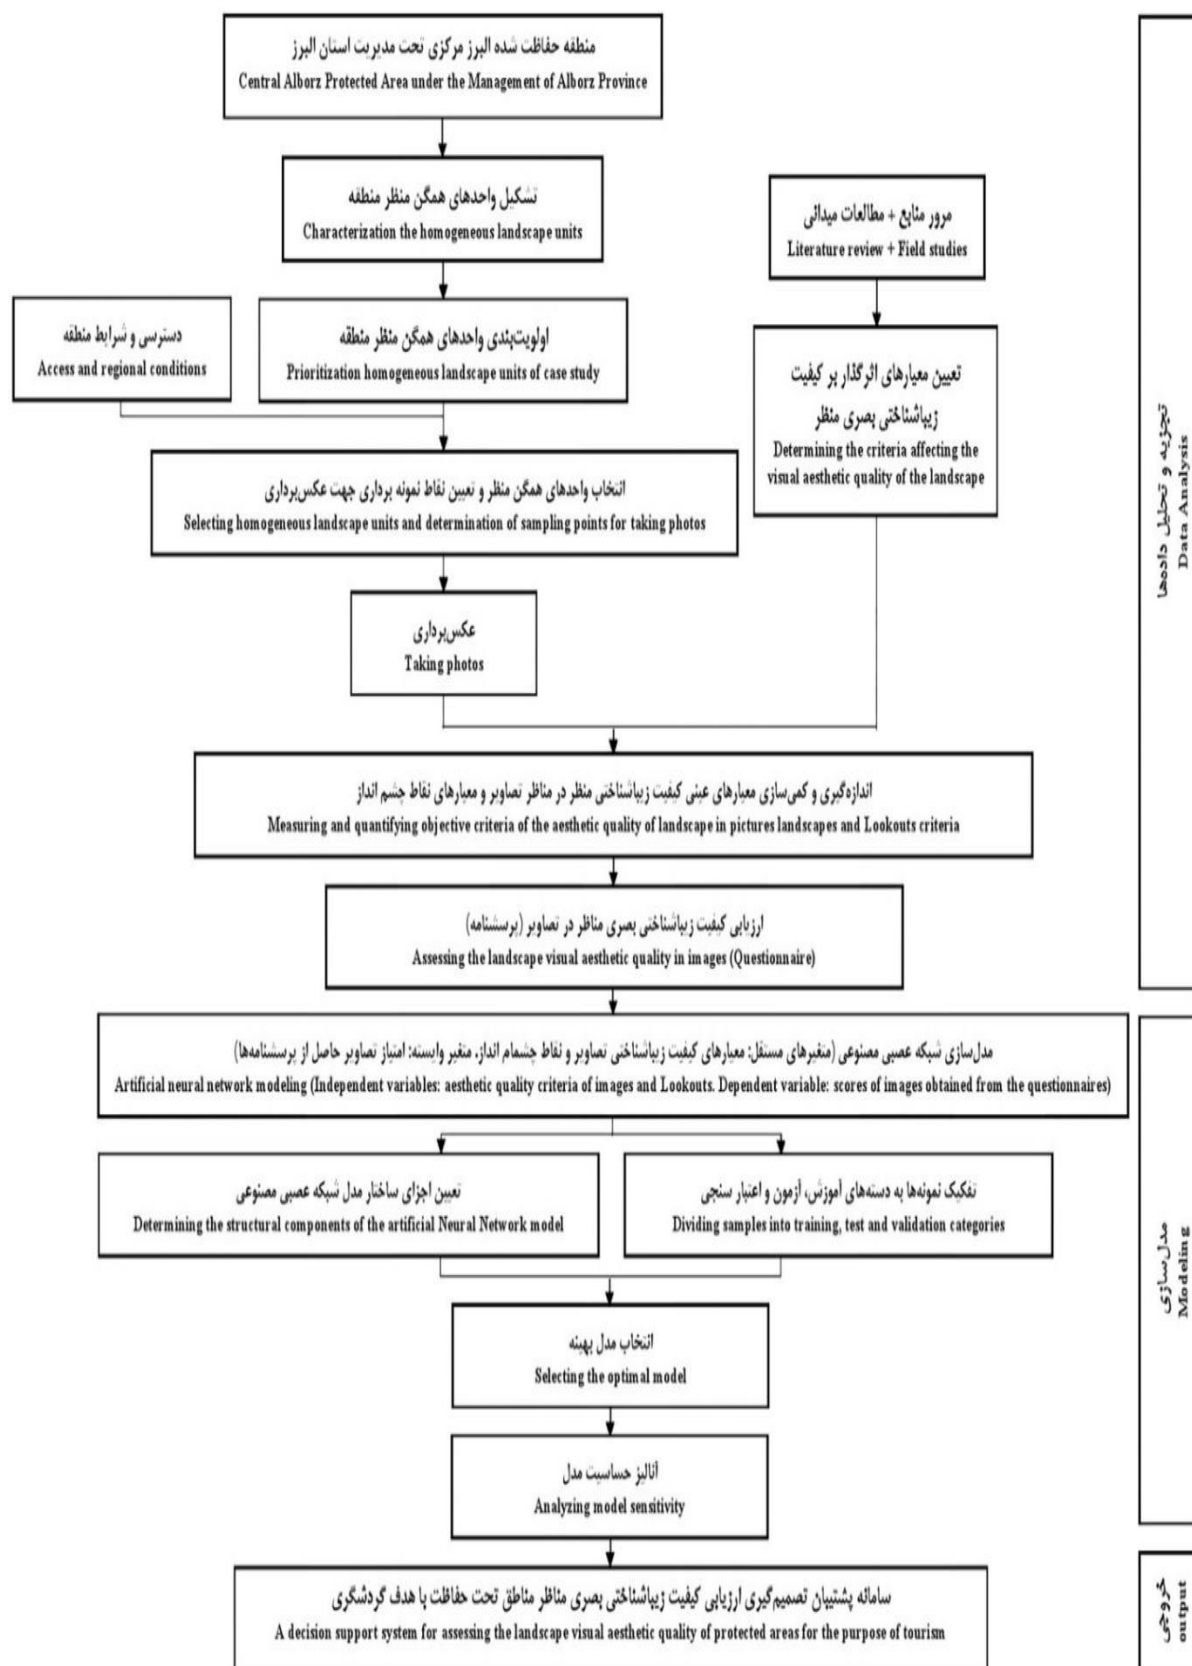 منطقه حفاظت شده البرز مرکزی تحت مدیریت استان البرز
Central Alborz Protected Area under the Management of Alborz Province
تشکیل واحدهای همگن منظر منطقه
Characterization the homogeneous landscape units
مرور منابع + مطالعات میدانی
Literature review + Field studies
دسترسی و شرایط منطقه
Access and regional conditions
اولویت‌بندی واحدهای همگن منظر منطقه
Prioritization homogeneous landscape units of case study
تعیین معیارهای اثرگذار بر کیفیت
زیباشناختی بصری منظر
Determining the criteria affecting the
visual aesthetic quality of the landscape
انتخاب واحدهای همگن منظر و تعیین نقاط نمونه برداری جهت عکس‌برداری
Selecting homogeneous landscape units and determination of sampling points for taking photos
عکس‌برداری
Taking photos
اندازه‌گیری و کمی‌سازی معیارهای عینی کیفیت زیباشناختی منظر در مناظر تصاویر و معیارهای نقاط چشم انداز
Measuring and quantifying objective criteria of the aesthetic quality of landscape in pictures landscapes and Lookouts criteria
ارزیابی کیفیت زیباشناختی بصری مناظر در تصاویر (پرسشنامه)
Assessing the landscape visual aesthetic quality in images (Questionnaire)
تجزیه و تحلیل داده‌ها
Data Analysis
مدل‌سازی شبکه عصبی مصنوعی (متغیرهای مستقل: معیارهای کیفیت زیباشناختی تصاویر و نقاط چشمام انداز. متغیر وابسته: امتیاز تصاویر حاصل از پرسشنامه‌ها)
Artificial neural network modeling (Independent variables: aesthetic quality criteria of images and Lookouts. Dependent variable: scores of images obtained from the questionnaires)
تعیین اجزای ساختار مدل شبکه عصبی مصنوعی
Determining the structural components of the artificial Neural Network model
تفکیک نمونه‌ها به دسته‌های آموزش، آزمون و اعتبار سنجی
Dividing samples into training, test and validation categories
انتخاب مدل بهینه
Selecting the optimal model
آنالیز حساسیت مدل
Analyzing model sensitivity
مدل‌سازی
Modeling
سامانه پشتیبان تصمیم‌گیری ارزیابی کیفیت زیباشناختی بصری مناظر مناطق تحت حفاظت با هدف گردشگری
A decision support system for assessing the landscape visual aesthetic quality of protected areas for the purpose of tourism
خروجی
output